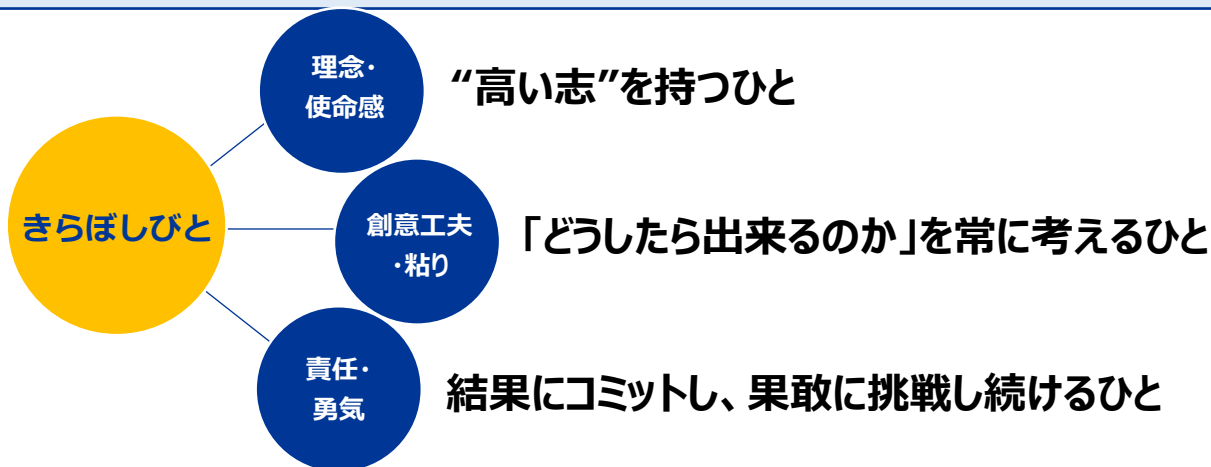 理念・
使命感
“高い志”を持つひと
きらぼしびと
創意工夫
・粘り
「どうしたら出来るのか」を常に考えるひと
責任・
勇気
結果にコミットし、果敢に挑戦し続けるひと